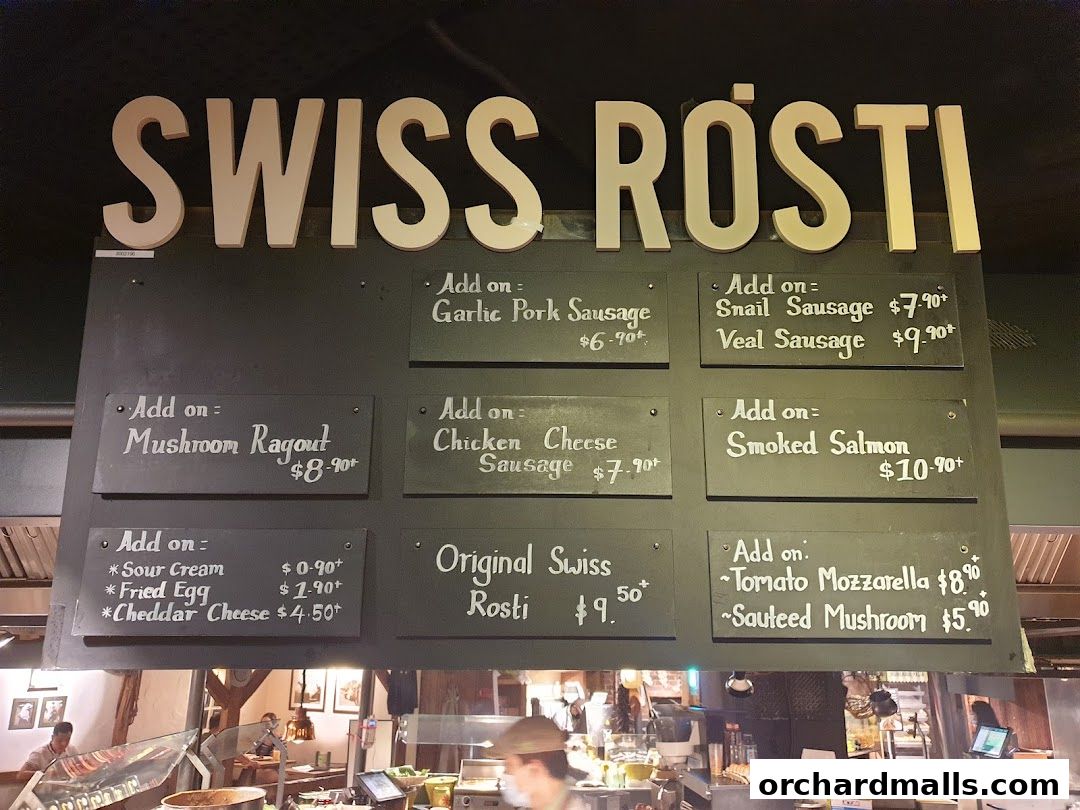 SWISS RÖSTI
Add on:
Garlic Pork Sausage
$6.90+
Add on:
Snail Sausage $7.90+
Veal Sausage $9.90+
Add on:
Mushroom Ragout
$8.90+
Add on:
Chicken Cheese
Sausage $7.90+
Add on:
Smoked Salmon
$10.90+
Add on:
*Sour Cream $0.90+
*Fried Egg $1.90+
*Cheddar Cheese $4.50+
Original Swiss
Rosti $9.50+
Add on:
~Tomato Mozzarella $8.90+
~Sauteed Mushroom $5.90
orchardmalls.com